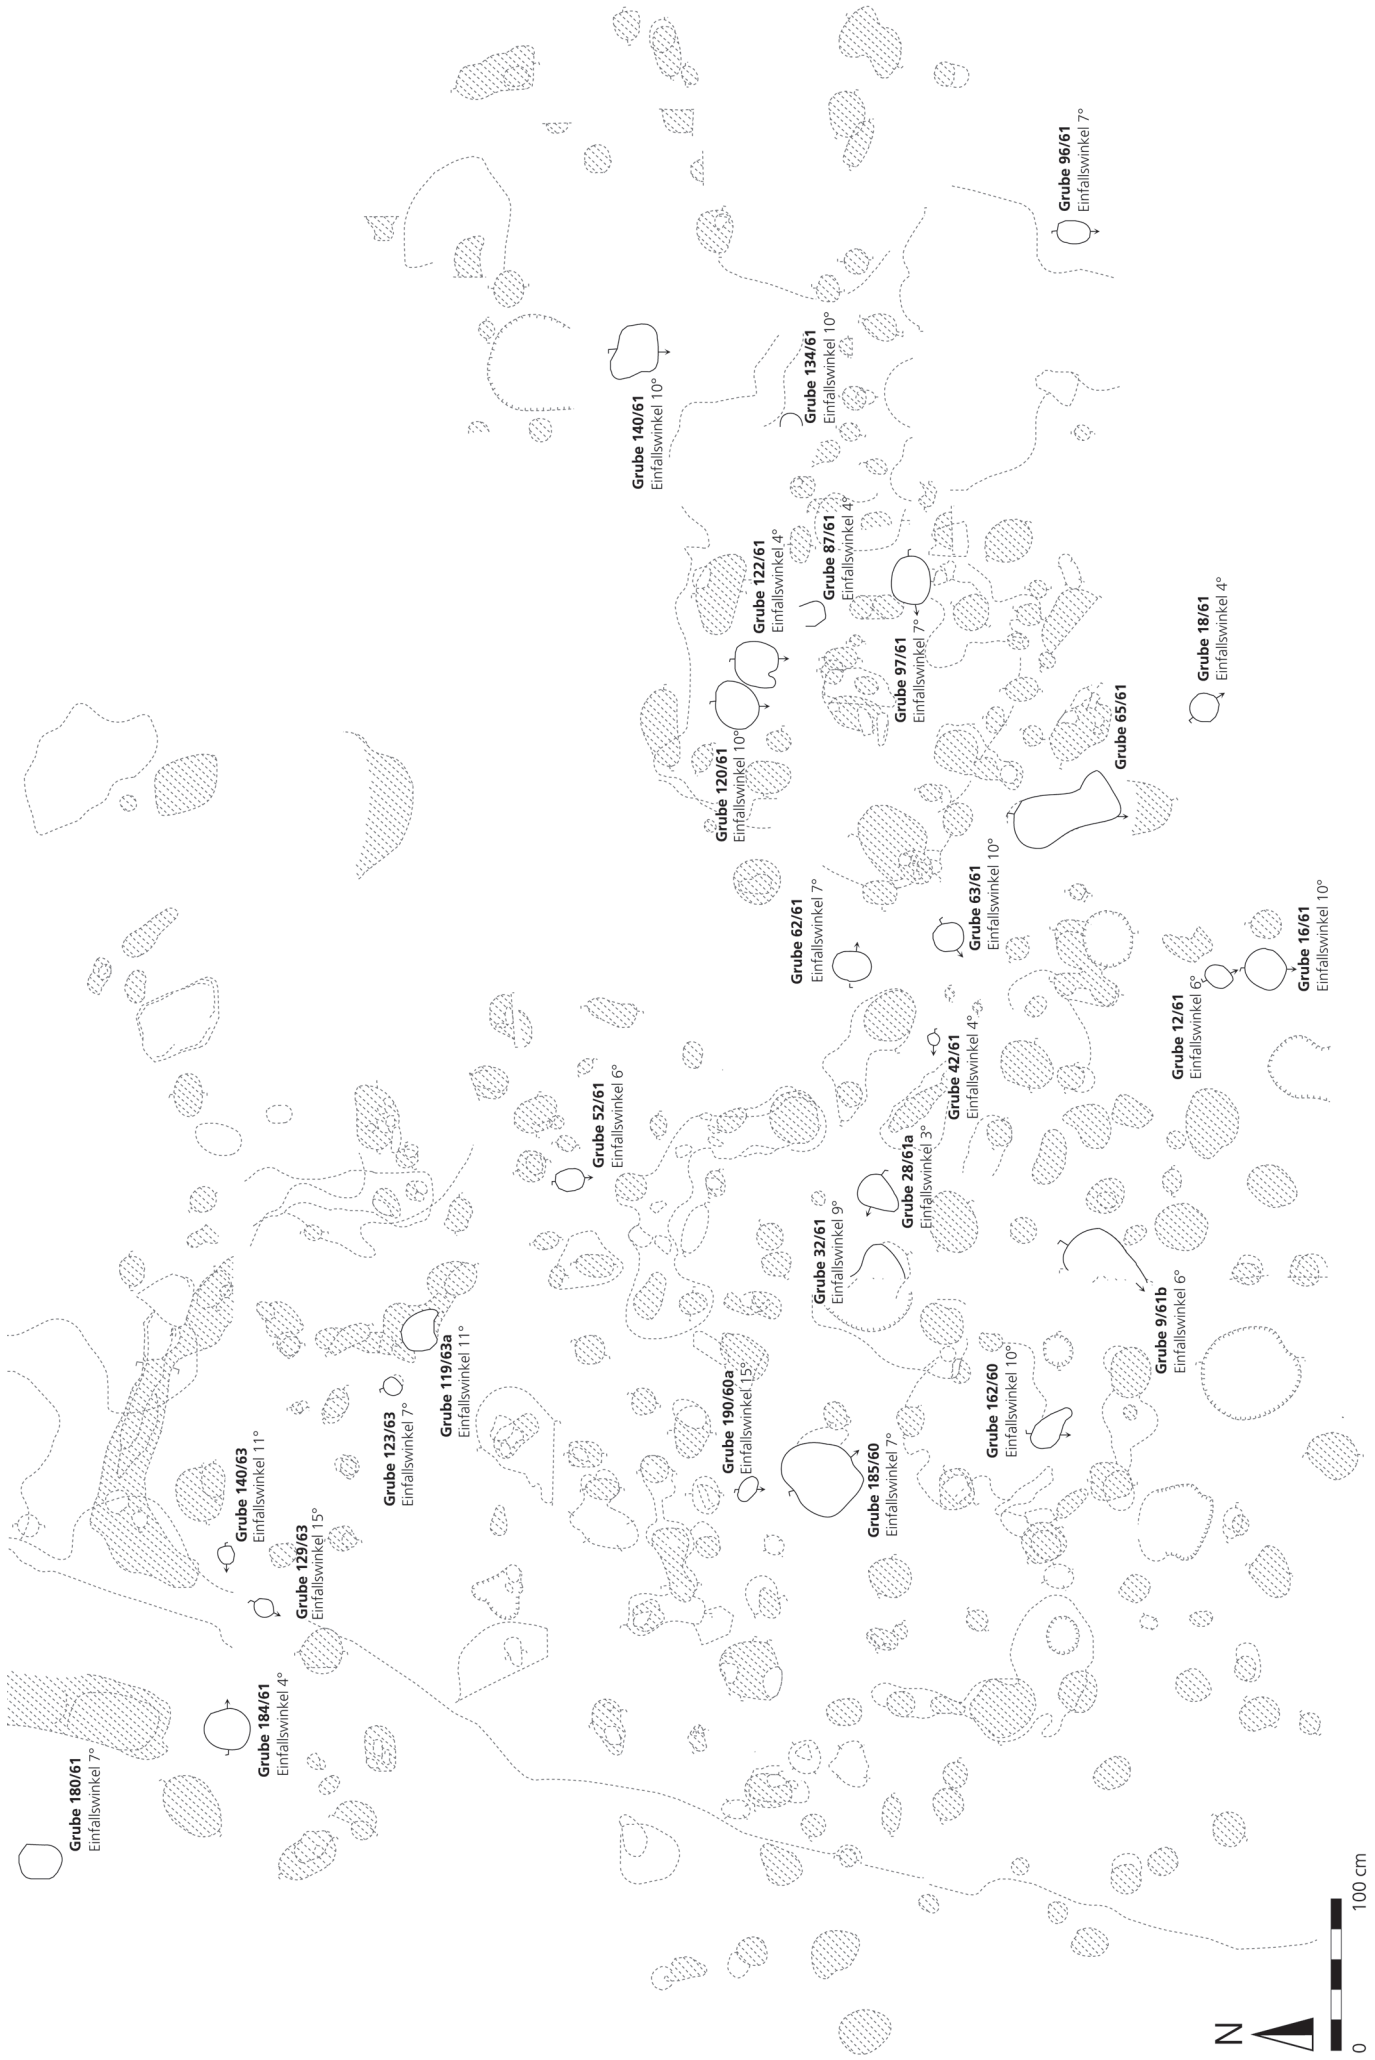 Grube 180/61
Einfallswinkel 7°
Grube 184/61
Einfallswinkel 4°
Grube 129/63
Einfallswinkel 15°
Grube 140/63
Einfallswinkel 11°
Grube 123/63
Einfallswinkel 7°
Grube 119/63a
Einfallswinkel 11°
Grube 52/61
Einfallswinkel 6°
Grube 140/61
Einfallswinkel 10°
Grube 120/61
Einfallswinkel 10°
Grube 122/61
Einfallswinkel 4°
Grube 134/61
Einfallswinkel 10°
Grube 87/61
Einfallswinkel 4°
Grube 97/61
Einfallswinkel 7°
Grube 96/61
Einfallswinkel 7°
Grube 190/60a
Einfallswinkel 15°
Grube 185/60
Einfallswinkel 7°
Grube 32/61
Einfallswinkel 9°
Grube 28/61a
Einfallswinkel 3°
Grube 62/61
Einfallswinkel 7°
Grube 42/61
Einfallswinkel 4°
Grube 63/61
Einfallswinkel 10°
Grube 65/61
Grube 162/60
Einfallswinkel 10°
Grube 9/61b
Einfallswinkel 6°
Grube 12/61
Einfallswinkel 6°
Grube 18/61
Einfallswinkel 4°
Grube 16/61
Einfallswinkel 10°
N
0
100 cm